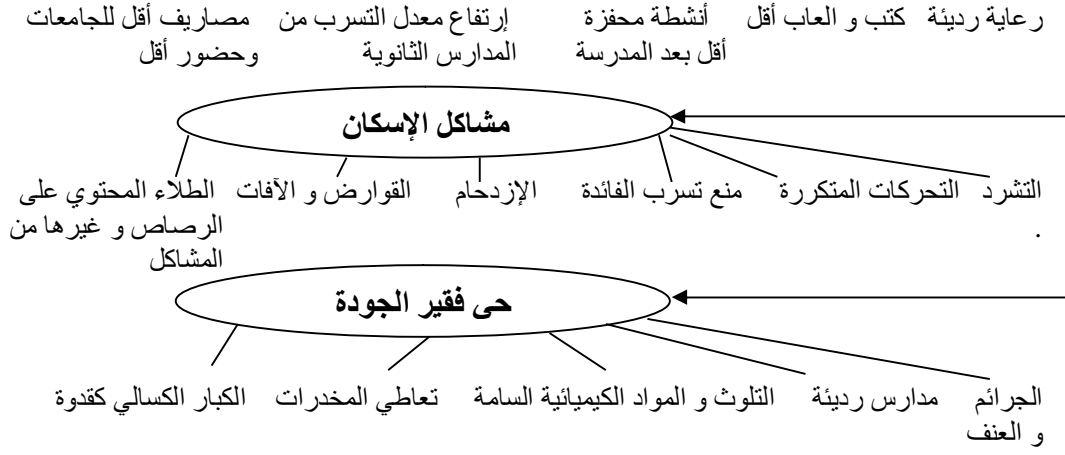 رعاية رديئة كتب و العاب أقل أنشطة محفزة إرتفاع معدل التسرب من مصاريف أقل للجامعات
أقل بعد المدرسة المدارس الثانوية وحضور أقل
مشاكل الإسكان
التشرد التحركات المتكررة منع تسرب الفائدة الإزدحام القوارض و الآفات الطلاء المحتوي على
. الرصاص و غيرها من
المشاكل
حى فقير الجودة
الجرائم مدارس رديئة التلوث و المواد الكيميائية السامة تعاطي المخدرات الكبار الكسالي كقدوة
و العنف